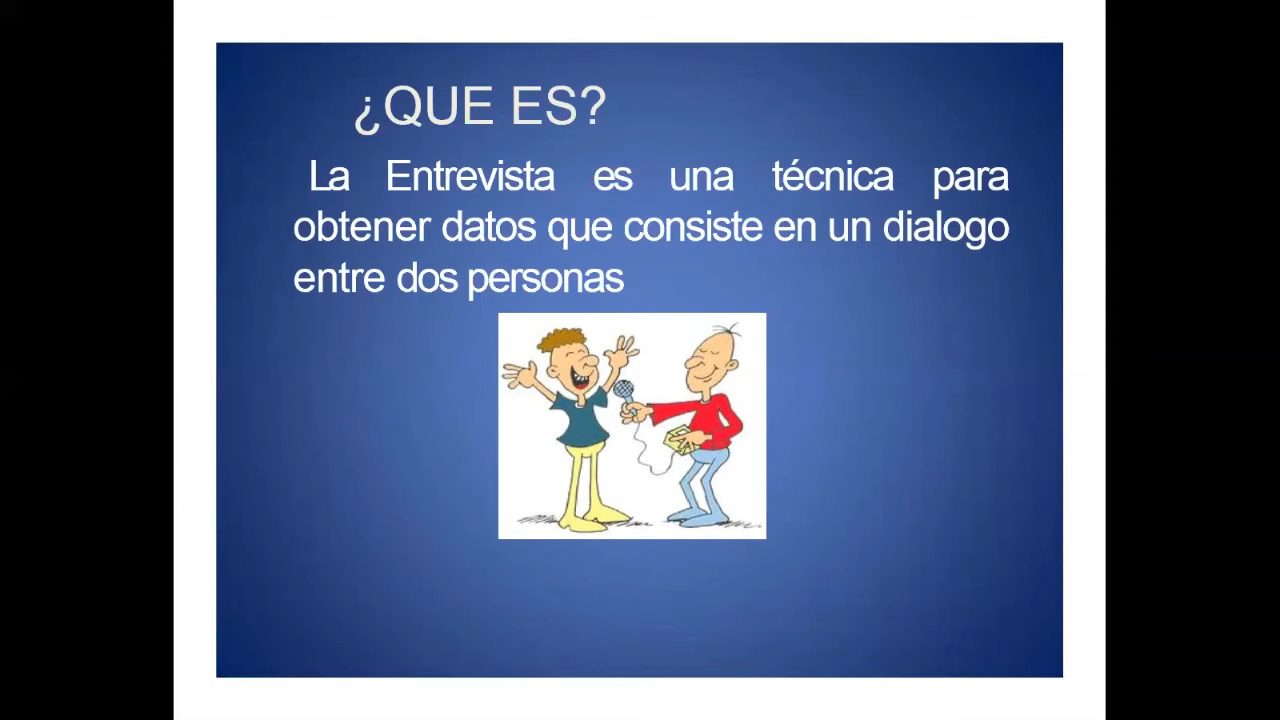 ¿QUE ES?
La Entrevista es una técnica para
obtener datos que consiste en un dialogo
entre dos personas